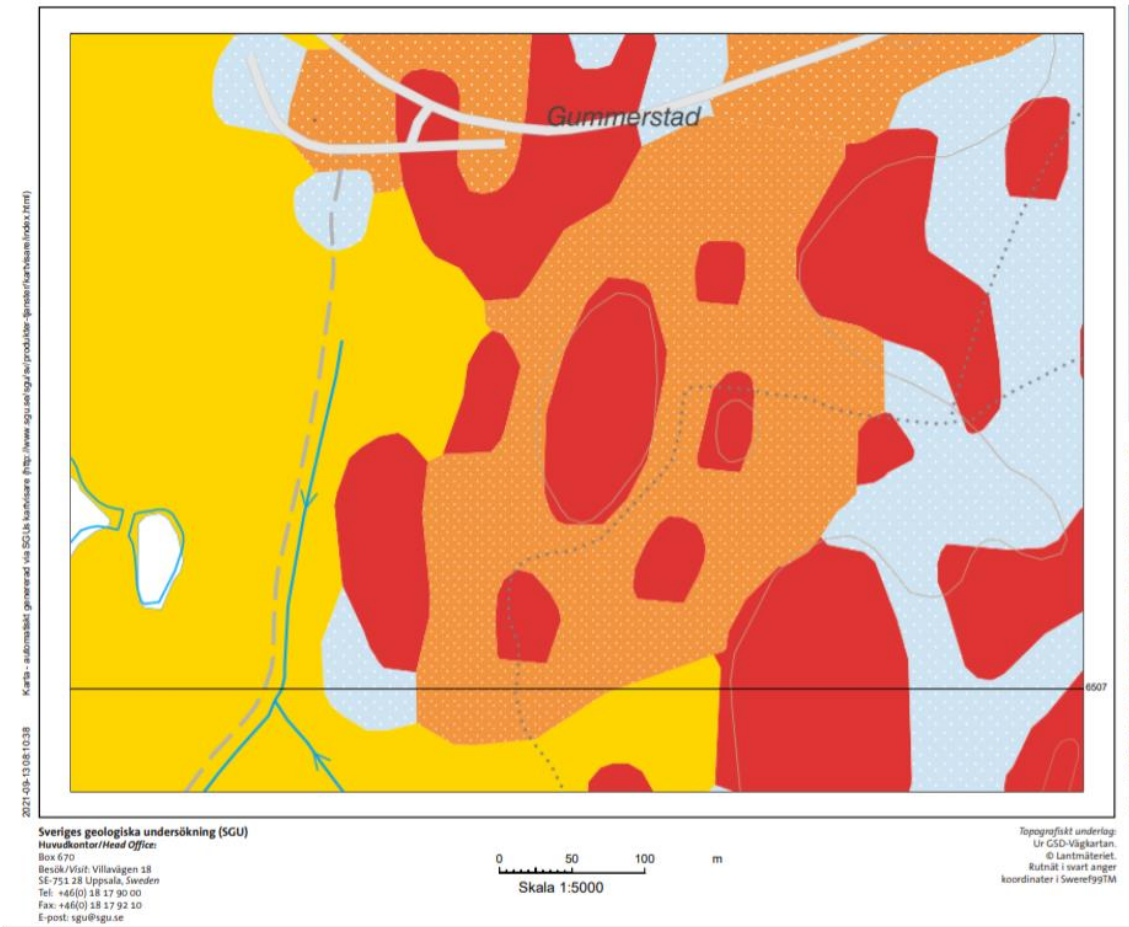 Gummerstad
6507
2021-09-13 08:10:38 Karta - automatiskt genererad via SGUs kartvisare (http://www.sgu.se/sgu/sv/produkter-tjanster/kartvisare/index.html)
Sveriges geologiska undersökning (SGU)
Huvudkontor/Head Office:
Box 670
Besök/Visit: Villavägen 18
SE-751 28 Uppsala, Sweden
Tel: +46(0) 18 17 90 00
Fax: +46(0) 18 17 92 10
E-post: sgu@sgu.se
0 50 100 m
Skala 1:5000
Topografiskt underlag:
Ur GSD-Vägkartan.
© Lantmäteriet.
Rutnät i svart anger
koordinater i Sweref99TM